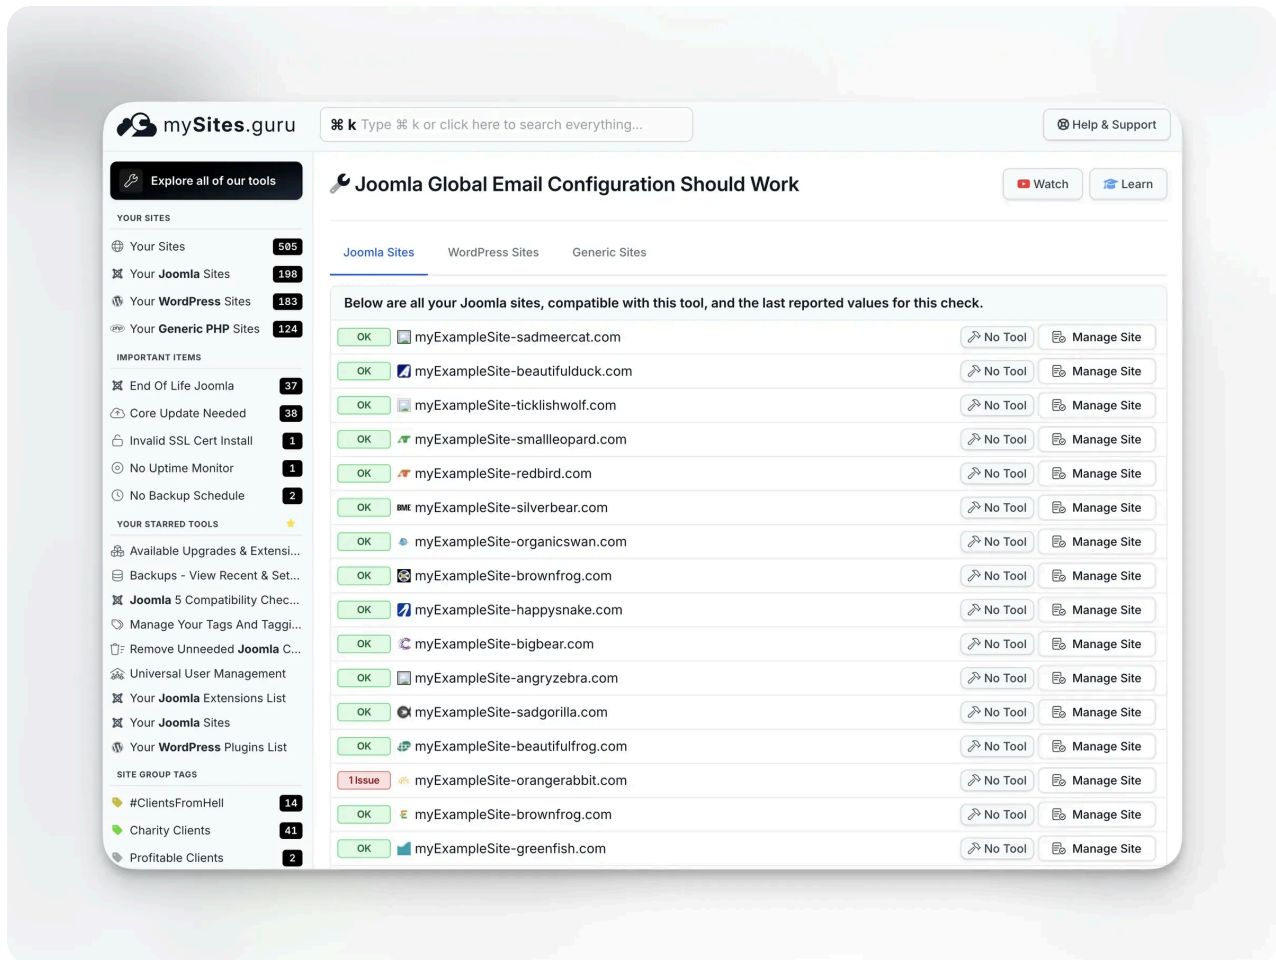 mySites.guru
⌘ k Type ⌘ k or click here to search everything...
Help & Support
Explore all of our tools
YOUR SITES
Your Sites 505
Your Joomla Sites 198
Your WordPress Sites 183
Your Generic PHP Sites 124
IMPORTANT ITEMS
End Of Life Joomla 37
Core Update Needed 38
Invalid SSL Cert Install 1
No Uptime Monitor 1
No Backup Schedule 2
YOUR STARRED TOOLS
Available Upgrades & Extensi...
Backups - View Recent & Set...
Joomla 5 Compatibility Chec...
Manage Your Tags And Taggi...
Remove Unneeded Joomla C...
Universal User Management
Your Joomla Extensions List
Your Joomla Sites
Your WordPress Plugins List
SITE GROUP TAGS
#ClientsFromHell 14
Charity Clients 41
Profitable Clients 2
Joomla Global Email Configuration Should Work
Watch Learn
Joomla Sites WordPress Sites Generic Sites
Below are all your Joomla sites, compatible with this tool, and the last reported values for this check.
OK myExampleSite-sadmeercat.com No Tool Manage Site
OK myExampleSite-beautifulduck.com No Tool Manage Site
OK myExampleSite-ticklishwolf.com No Tool Manage Site
OK myExampleSite-smallleopard.com No Tool Manage Site
OK myExampleSite-redbird.com No Tool Manage Site
OK BME myExampleSite-silverbear.com No Tool Manage Site
OK myExampleSite-organicswan.com No Tool Manage Site
OK myExampleSite-brownfrog.com No Tool Manage Site
OK myExampleSite-happysnake.com No Tool Manage Site
OK myExampleSite-bigbear.com No Tool Manage Site
OK myExampleSite-angryzebra.com No Tool Manage Site
OK myExampleSite-sadgorilla.com No Tool Manage Site
OK myExampleSite-beautifulfrog.com No Tool Manage Site
1 Issue myExampleSite-orangerabbit.com No Tool Manage Site
OK myExampleSite-brownfrog.com No Tool Manage Site
OK myExampleSite-greenfish.com No Tool Manage Site